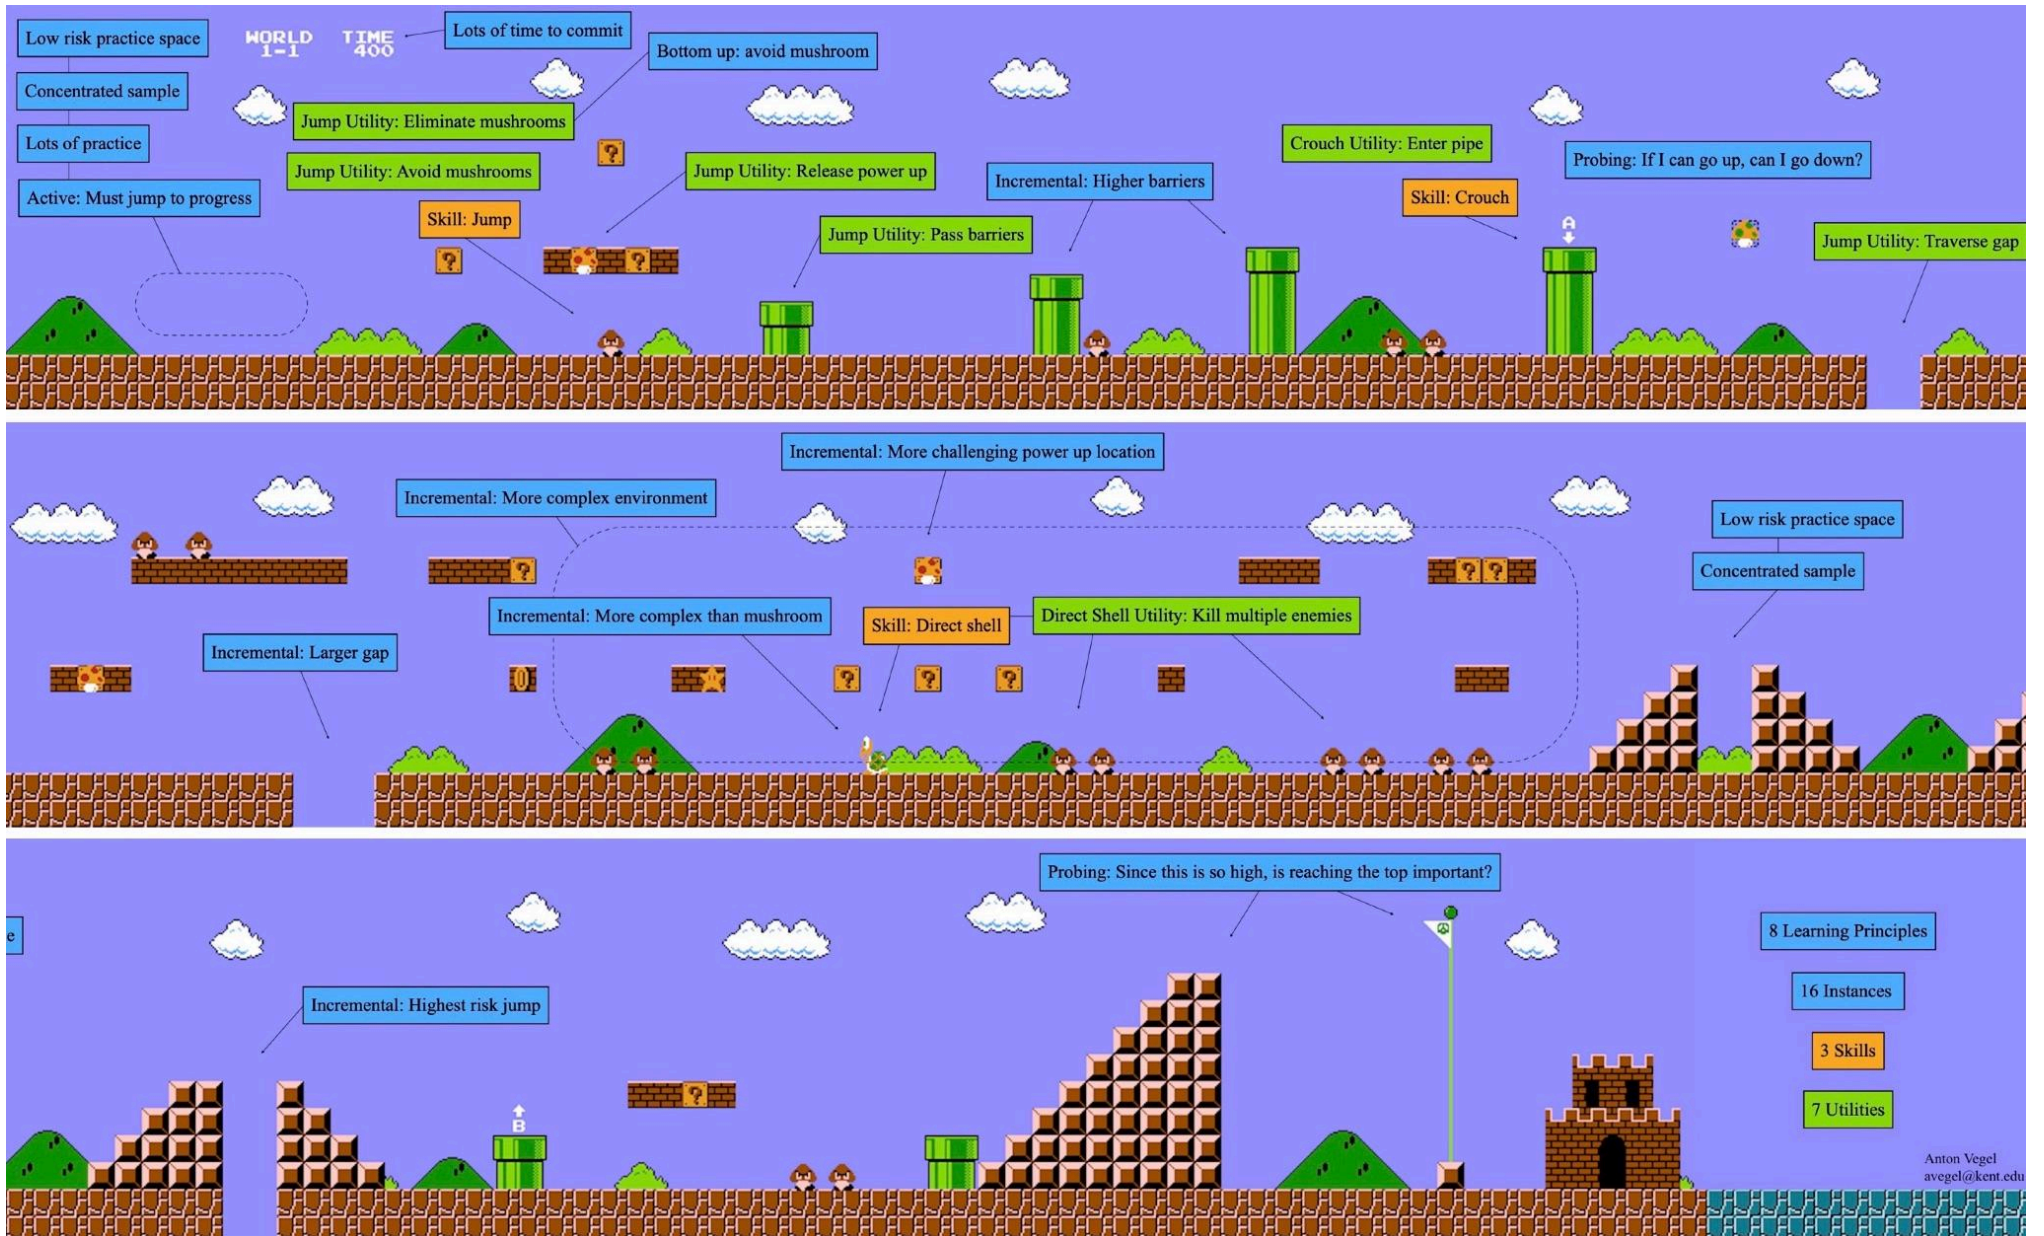 Low risk practice space
WORLD TIME
1-1 400
Lots of time to commit
Bottom up: avoid mushroom
Concentrated sample
Jump Utility: Eliminate mushrooms
Lots of practice
Crouch Utility: Enter pipe
?
Probing: If I can go up, can I go down?
Jump Utility: Avoid mushrooms
Jump Utility: Release power up
Incremental: Higher barriers
Active: Must jump to progress
Skill: Crouch
Skill: Jump
A
Jump Utility: Pass barriers
Jump Utility: Traverse gap
?
?
Incremental: More challenging power up location
Incremental: More complex environment
Low risk practice space
Concentrated sample
?
? ?
Incremental: More complex than mushroom
Skill: Direct shell
Direct Shell Utility: Kill multiple enemies
Incremental: Larger gap
?
?
?
Probing: Since this is so high, is reaching the top important?
e
8 Learning Principles
16 Instances
Incremental: Highest risk jump
3 Skills
?
7 Utilities
B
Anton Vegel
avegel@kent.edu